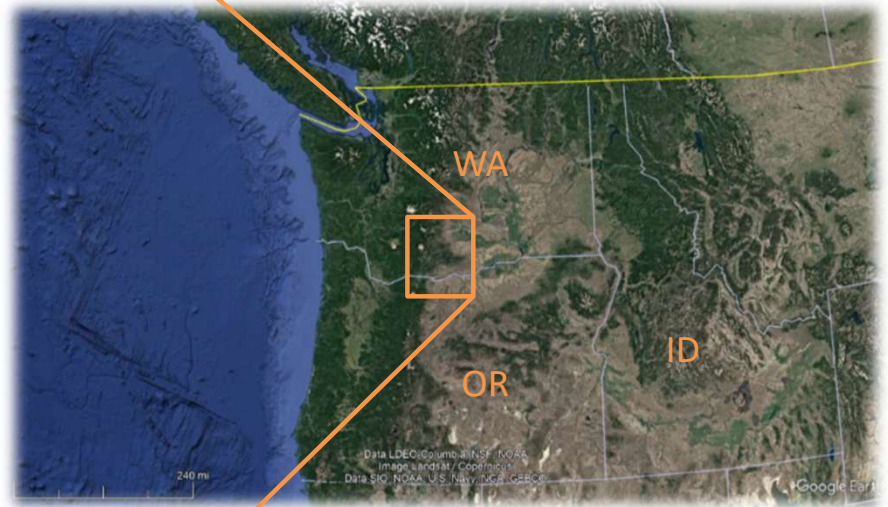 WA
ID
OR
Data LDEO-Columbia, NSF, NOAA
Image Landsat / Copernicus
Data SIO, NOAA, U.S. Navy, NGA, GEBCO
240 mi
Google Eart